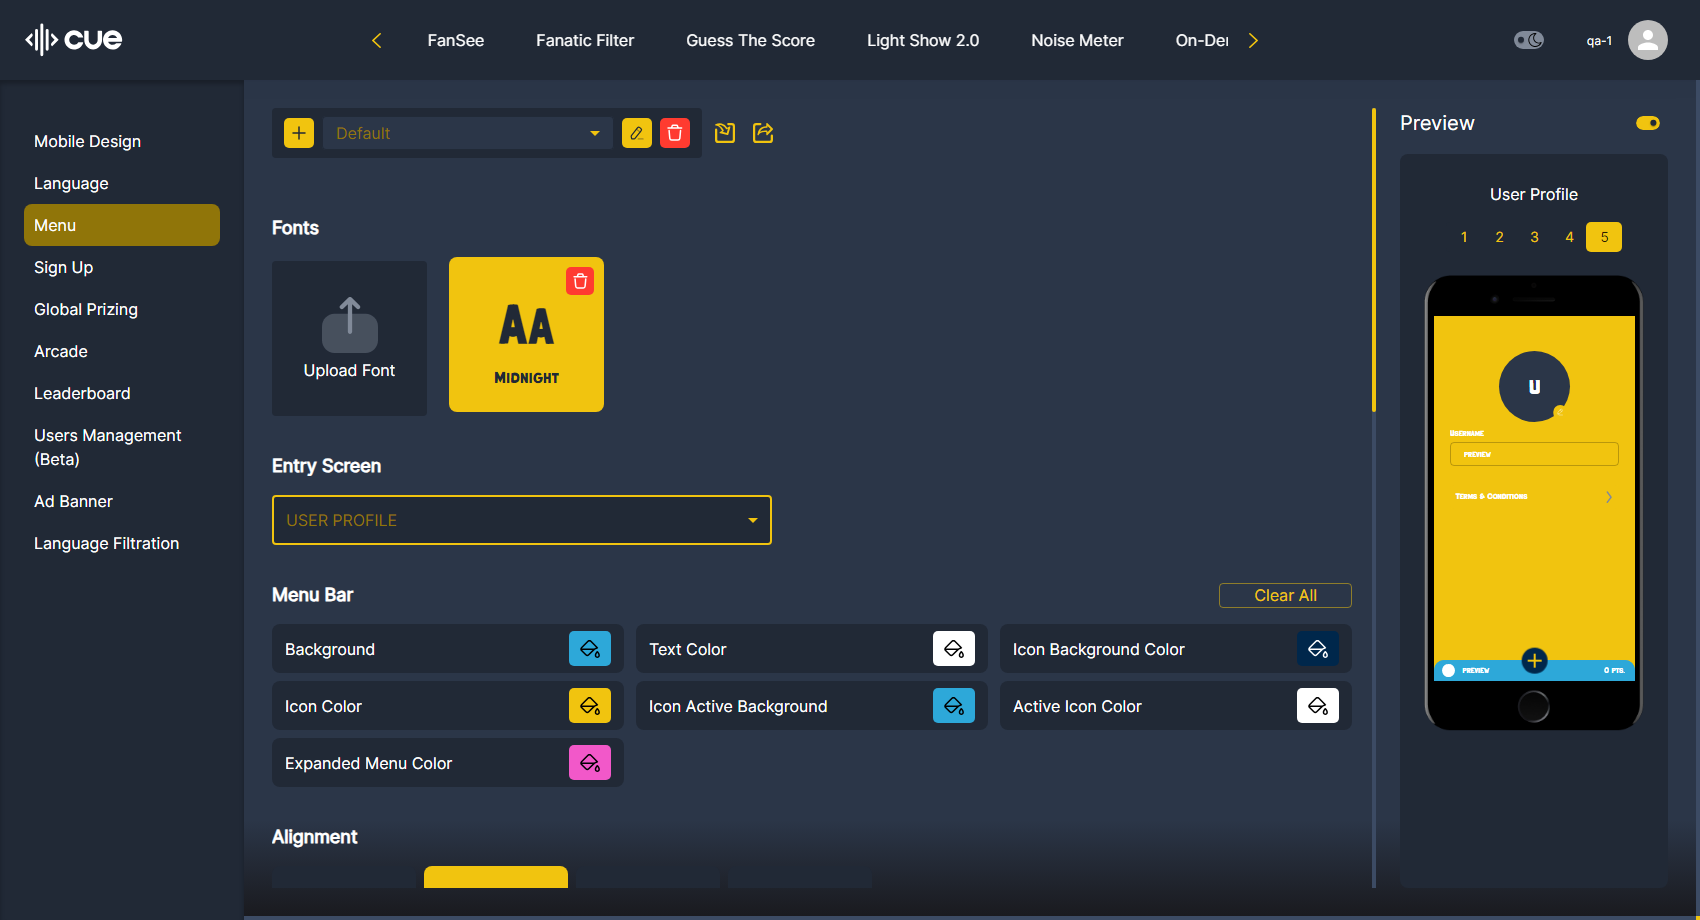 cue
FanSee
Fanatic Filter
Guess The Score
Light Show 2.0
Noise Meter
On-Der
qa-1
Mobile Design
Language
Menu
Sign Up
Global Prizing
Arcade
Leaderboard
Users Management
(Beta)
Ad Banner
Language Filtration
Default
Fonts
Upload Font
AA
MIDNIGHT
Entry Screen
USER PROFILE
Menu Bar
Clear All
Background
Text Color
Icon Background Color
Icon Color
Icon Active Background
Active Icon Color
Expanded Menu Color
Alignment
Preview
User Profile
1 2 3 4 5
U
USERNAME
PREVIEW
TERMS & CONDITIONS
PREVIEW
0 PTS.